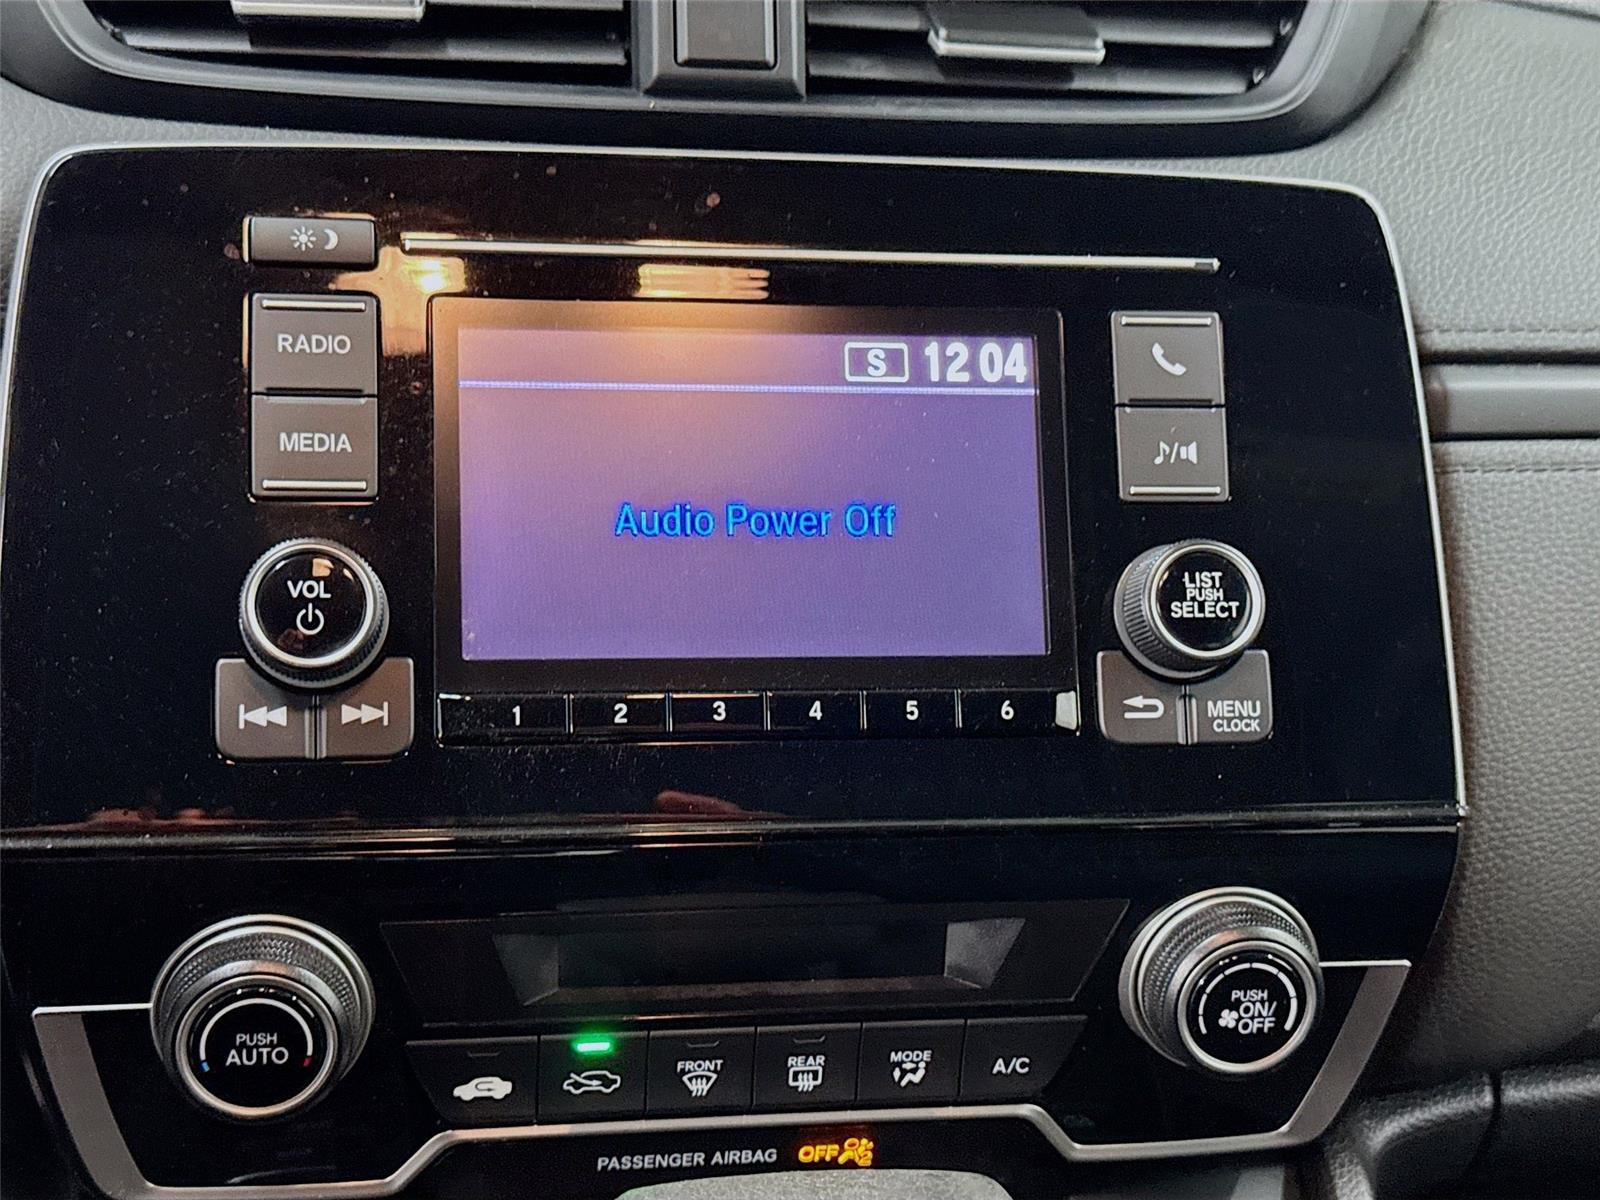 RADIO
MEDIA
S 12 04
Audio Power Off
VOL
LIST
PUSH
SELECT
1 2 3 4 5 6
MENU
CLOCK
PUSH
AUTO
FRONT
REAR
MODE
A/C
PUSH
ON/
OFF
PASSENGER AIRBAG OFF
2